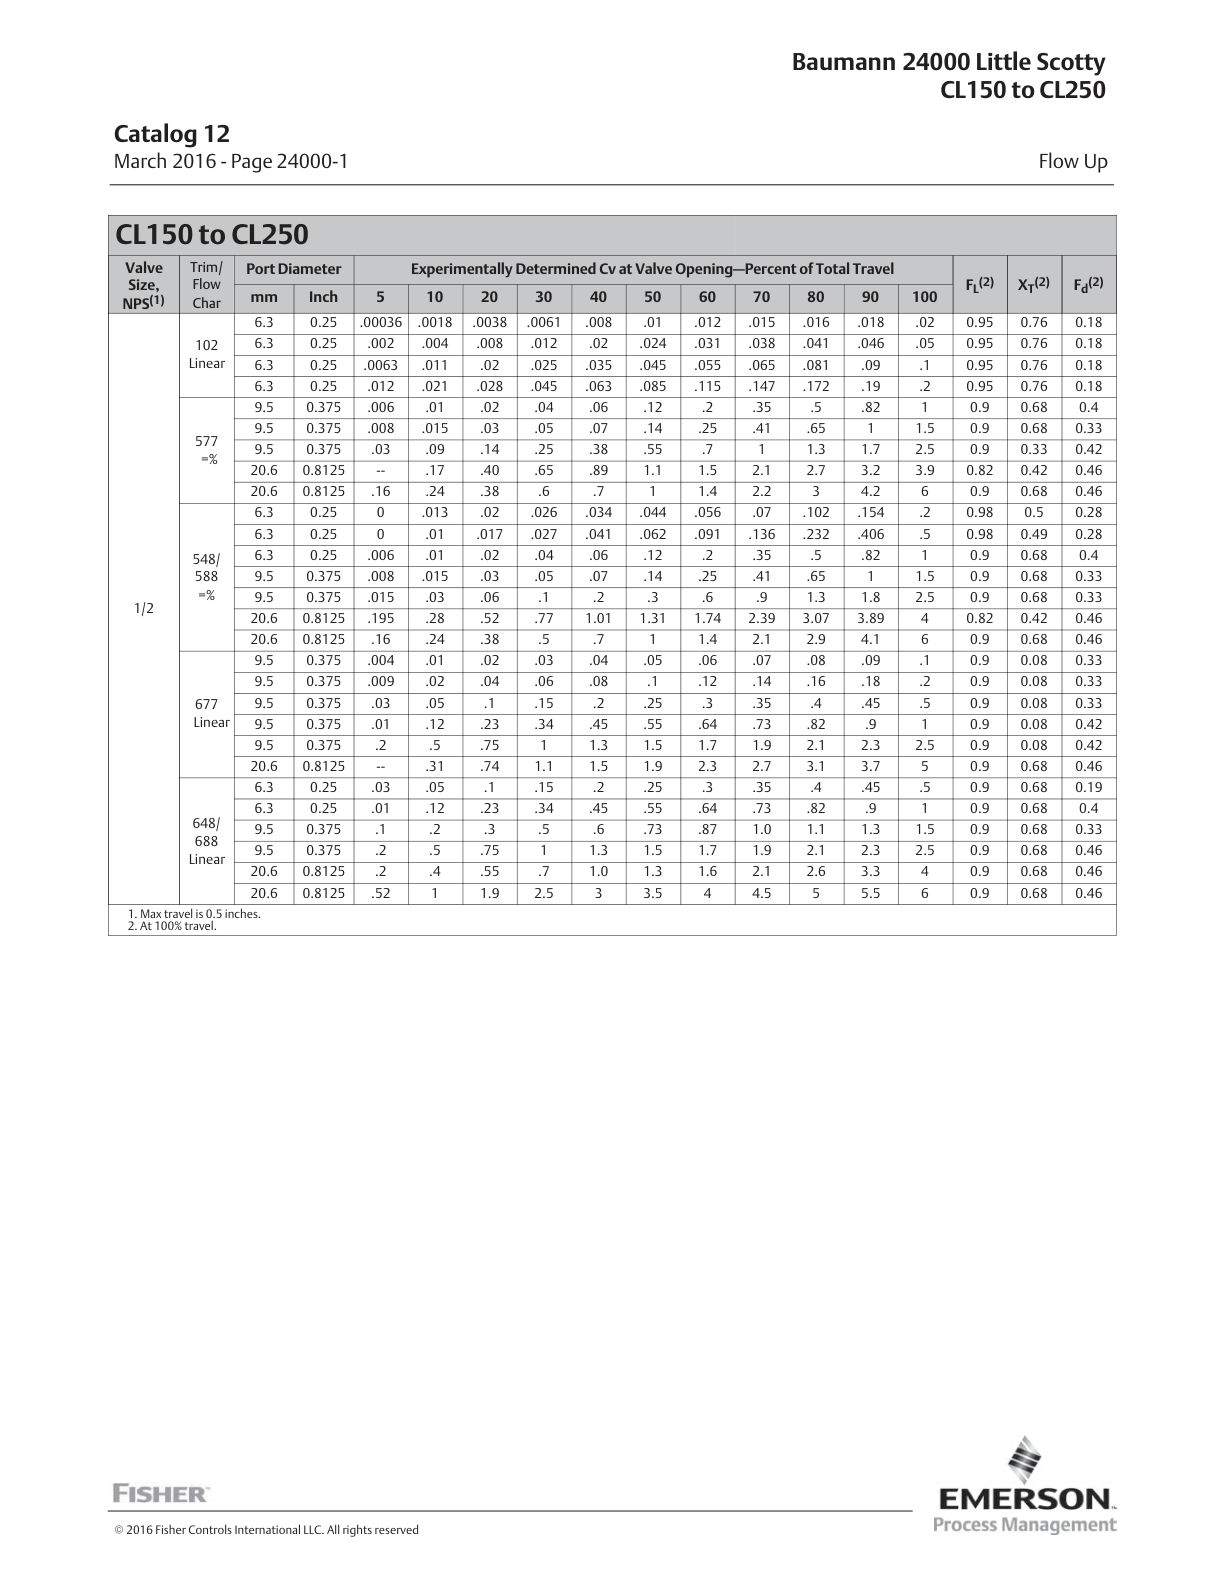 Baumann 24000 Little Scotty
CL150 to CL250
Catalog 12
March 2016 - Page 24000-1 Flow Up
CL150 to CL250
Valve Size, NPS(1) Trim/ Flow Char Port Diameter Experimentally Determined Cv at Valve Opening—Percent of Total Travel FL(2) XT(2) Fd(2)
mm Inch 5 10 20 30 40 50 60 70 80 90 100
1/2
102 Linear
6.3 0.25 .00036 .0018 .0038 .0061 .008 .01 .012 .015 .016 .018 .02 0.95 0.76 0.18
6.3 0.25 .002 .004 .008 .012 .02 .024 .031 .038 .041 .046 .05 0.95 0.76 0.18
6.3 0.25 .0063 .011 .02 .025 .035 .045 .055 .065 .081 .09 .1 0.95 0.76 0.18
6.3 0.25 .012 .021 .028 .045 .063 .085 .115 .147 .172 .19 .2 0.95 0.76 0.18
577 =%
9.5 0.375 .006 .01 .02 .04 .06 .12 .2 .35 .5 .82 1 0.9 0.68 0.4
9.5 0.375 .008 .015 .03 .05 .07 .14 .25 .41 .65 1 1.5 0.9 0.68 0.33
9.5 0.375 .03 .09 .14 .25 .38 .55 .7 1 1.3 1.7 2.5 0.9 0.33 0.42
20.6 0.8125 -- .17 .40 .65 .89 1.1 1.5 2.1 2.7 3.2 3.9 0.82 0.42 0.46
20.6 0.8125 .16 .24 .38 .6 .7 1 1.4 2.2 3 4.2 6 0.9 0.68 0.46
548/ 588 =%
6.3 0.25 0 .013 .02 .026 .034 .044 .056 .07 .102 .154 .2 0.98 0.5 0.28
6.3 0.25 0 .01 .017 .027 .041 .062 .091 .136 .232 .406 .5 0.98 0.49 0.28
6.3 0.25 .006 .01 .02 .04 .06 .12 .2 .35 .5 .82 1 0.9 0.68 0.4
9.5 0.375 .008 .015 .03 .05 .07 .14 .25 .41 .65 1 1.5 0.9 0.68 0.33
9.5 0.375 .015 .03 .06 .1 .2 .3 .6 .9 1.3 1.8 2.5 0.9 0.68 0.33
20.6 0.8125 .195 .28 .52 .77 1.01 1.31 1.74 2.39 3.07 3.89 4 0.82 0.42 0.46
20.6 0.8125 .16 .24 .38 .5 .7 1 1.4 2.1 2.9 4.1 6 0.9 0.68 0.46
677 Linear
9.5 0.375 .004 .01 .02 .03 .04 .05 .06 .07 .08 .09 .1 0.9 0.08 0.33
9.5 0.375 .009 .02 .04 .06 .08 .1 .12 .14 .16 .18 .2 0.9 0.08 0.33
9.5 0.375 .03 .05 .1 .15 .2 .25 .3 .35 .4 .45 .5 0.9 0.08 0.33
9.5 0.375 .01 .12 .23 .34 .45 .55 .64 .73 .82 .9 1 0.9 0.08 0.42
9.5 0.375 .2 .5 .75 1 1.3 1.5 1.7 1.9 2.1 2.3 2.5 0.9 0.08 0.42
20.6 0.8125 -- .31 .74 1.1 1.5 1.9 2.3 2.7 3.1 3.7 5 0.9 0.68 0.46
648/ 688 Linear
6.3 0.25 .03 .05 .1 .15 .2 .25 .3 .35 .4 .45 .5 0.9 0.68 0.19
6.3 0.25 .01 .12 .23 .34 .45 .55 .64 .73 .82 .9 1 0.9 0.68 0.4
9.5 0.375 .1 .2 .3 .5 .6 .73 .87 1.0 1.1 1.3 1.5 0.9 0.68 0.33
9.5 0.375 .2 .5 .75 1 1.3 1.5 1.7 1.9 2.1 2.3 2.5 0.9 0.68 0.46
20.6 0.8125 .2 .4 .55 .7 1.0 1.3 1.6 2.1 2.6 3.3 4 0.9 0.68 0.46
20.6 0.8125 .52 1 1.9 2.5 3 3.5 4 4.5 5 5.5 6 0.9 0.68 0.46
1. Max travel is 0.5 inches.
2. At 100% travel.
FISHER™
EMERSON™
Process Management
© 2016 Fisher Controls International LLC. All rights reserved